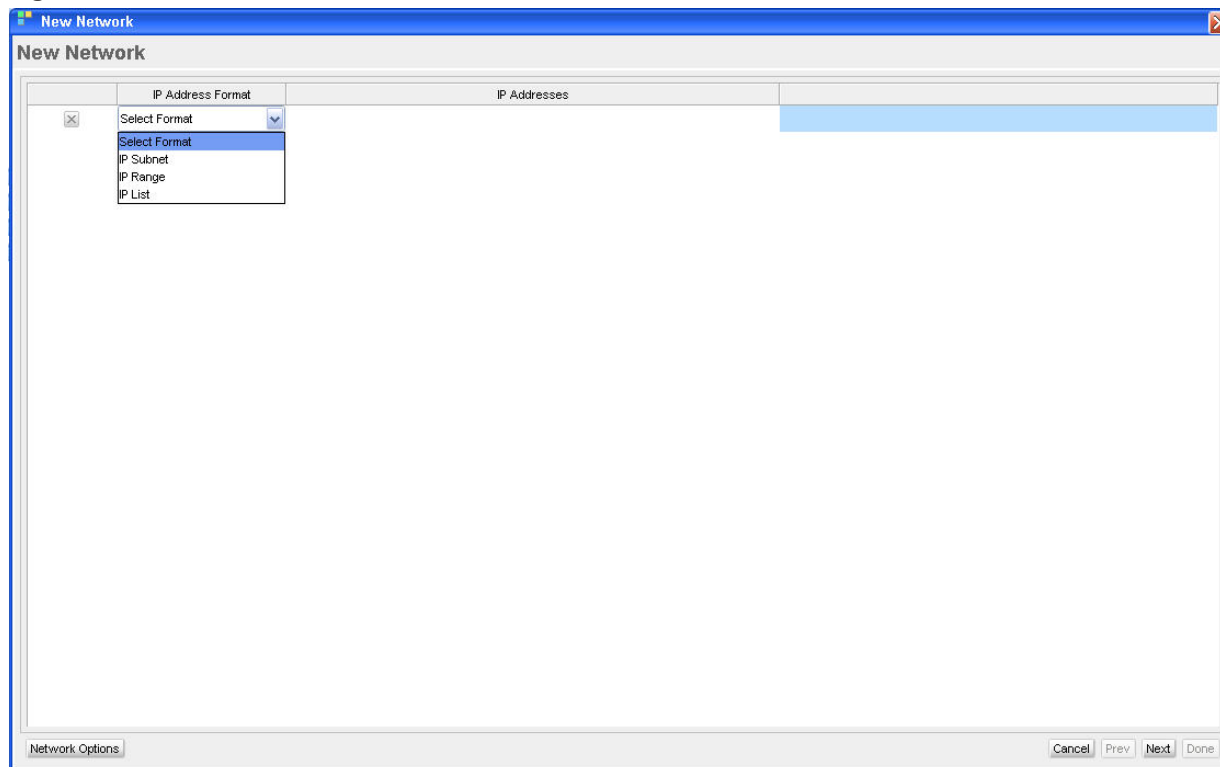 New Network
New Network
IP Address Format IP Addresses
Select Format
Select Format
IP Subnet
IP Range
IP List
Network Options Cancel Prev Next Done